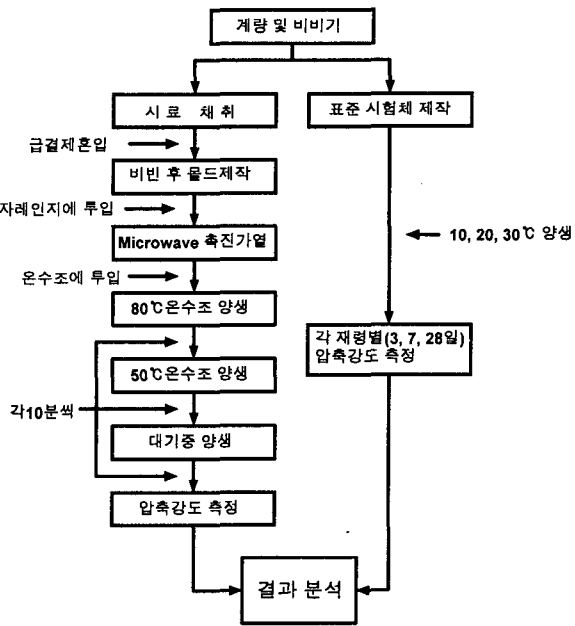 계량 및 비비기
시료 채취
표준 시험체 제작
급결제혼입
비빈 후 몰드제작
자레인지에 투입
Microwave 촉진가열
10, 20, 30℃ 양생
온수조에 투입
80℃온수조 양생
각 재령별(3, 7, 28일)
압축강도 측정
50℃온수조 양생
각10분씩
대기중 양생
압축강도 측정
결과 분석